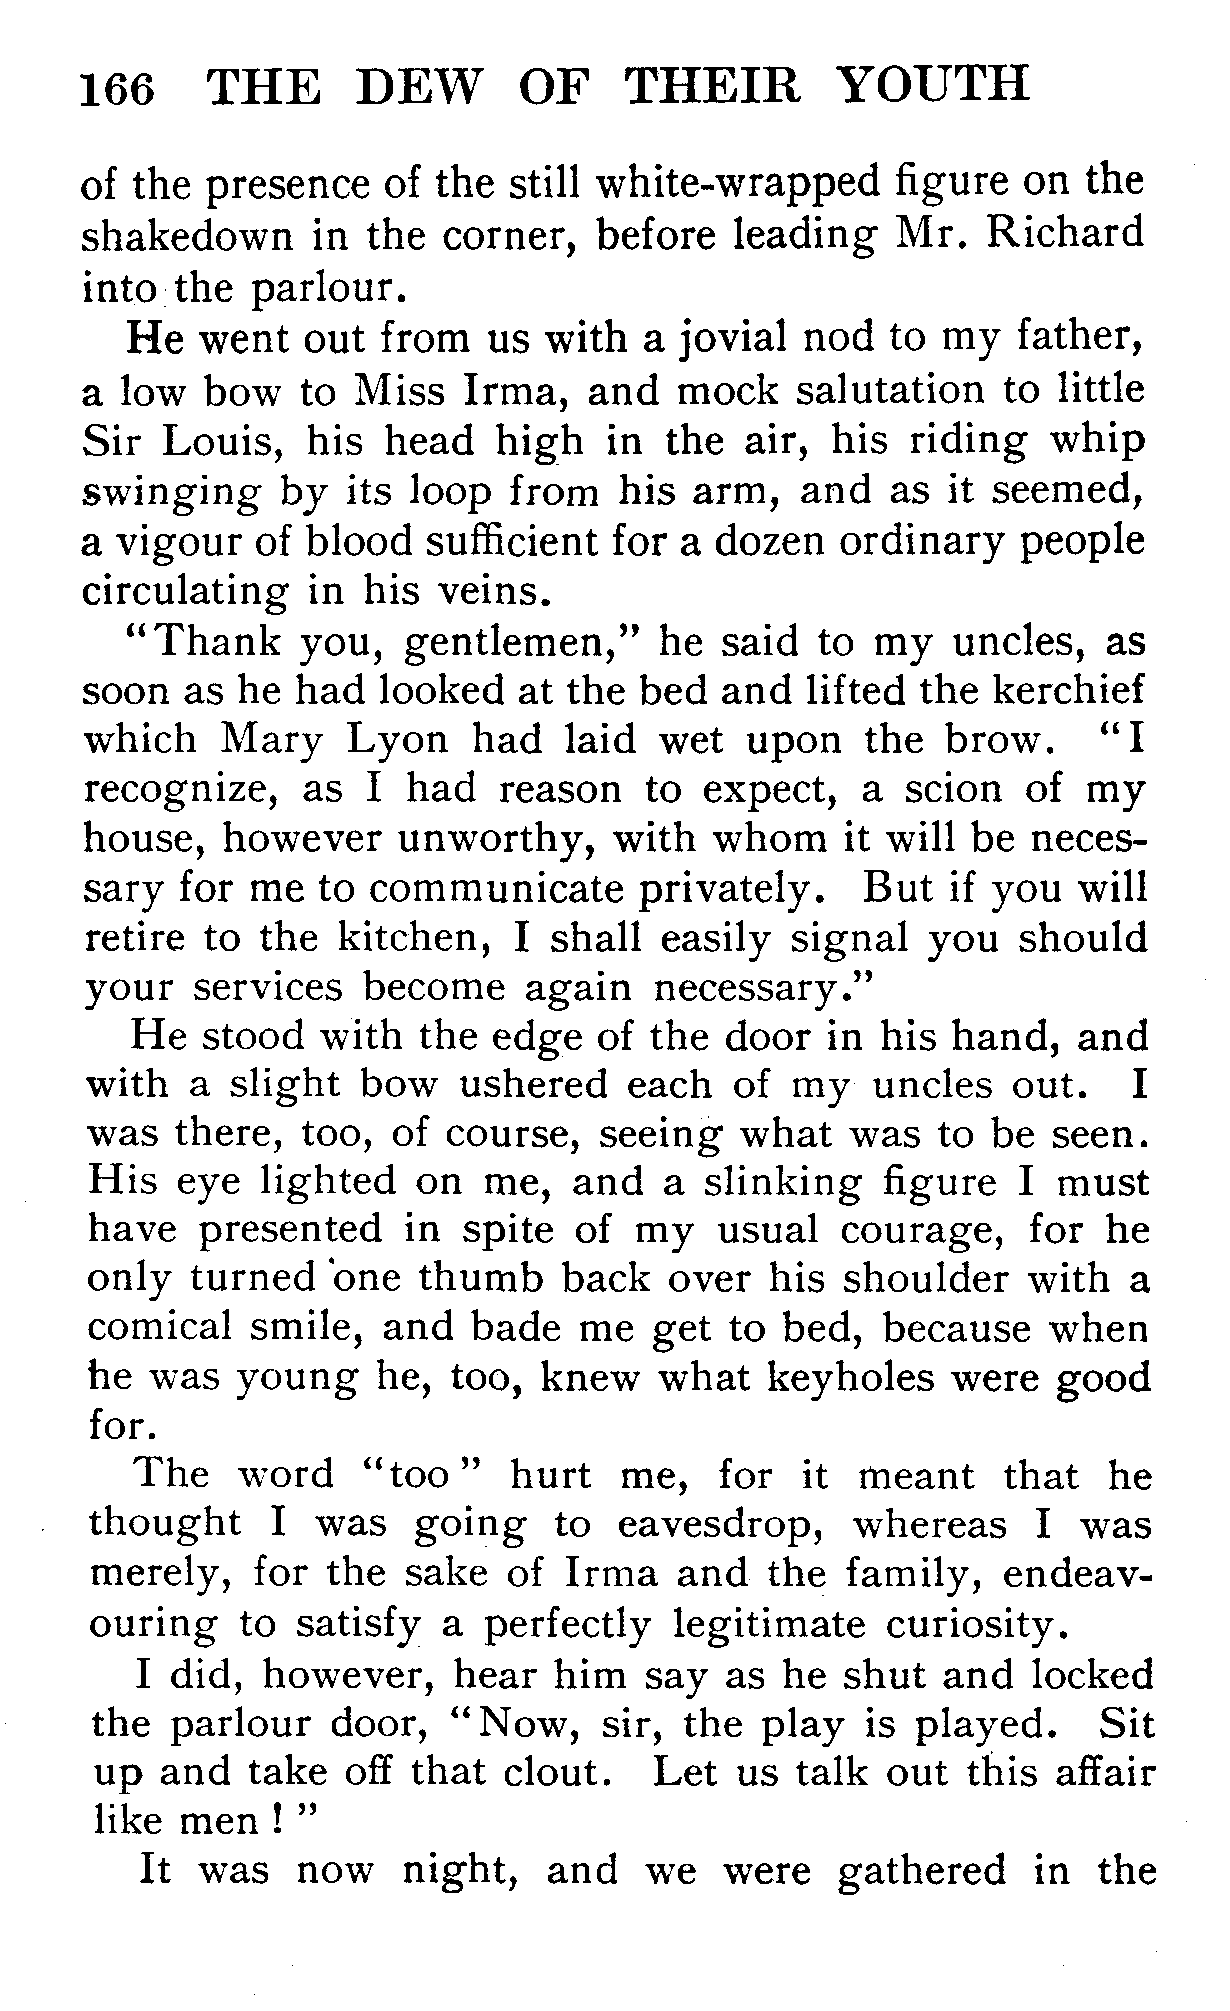 166 THE DEW OF THEIR YOUTH
of the presence of the still white-wrapped figure on the
shakedown in the corner, before leading Mr. Richard
into the parlour.
He went out from us with a jovial nod to my father,
a low bow to Miss Irma, and mock salutation to little
Sir Louis, his head high in the air, his riding whip
swinging by its loop from his arm, and as it seemed,
a vigour of blood sufficient for a dozen ordinary people
circulating in his veins.
"Thank you, gentlemen," he said to my uncles, as
soon as he had looked at the bed and lifted the kerchief
which Mary Lyon had laid wet upon the brow. "I
recognize, as I had reason to expect, a scion of my
house, however unworthy, with whom it will be neces-
sary for me to communicate privately. But if you will
retire to the kitchen, I shall easily signal you should
your services become again necessary."
He stood with the edge of the door in his hand, and
with a slight bow ushered each of my uncles out. I
was there, too, of course, seeing what was to be seen.
His eye lighted on me, and a slinking figure I must
have presented in spite of my usual courage, for he
only turned one thumb back over his shoulder with a
comical smile, and bade me get to bed, because when
he was young he, too, knew what keyholes were good
for.
The word "too" hurt me, for it meant that he
thought I was going to eavesdrop, whereas I was
merely, for the sake of Irma and the family, endeav-
ouring to satisfy a perfectly legitimate curiosity.
I did, however, hear him say as he shut and locked
the parlour door, "Now, sir, the play is played. Sit
up and take off that clout. Let us talk out this affair
like men!"
It was now night, and we were gathered in the